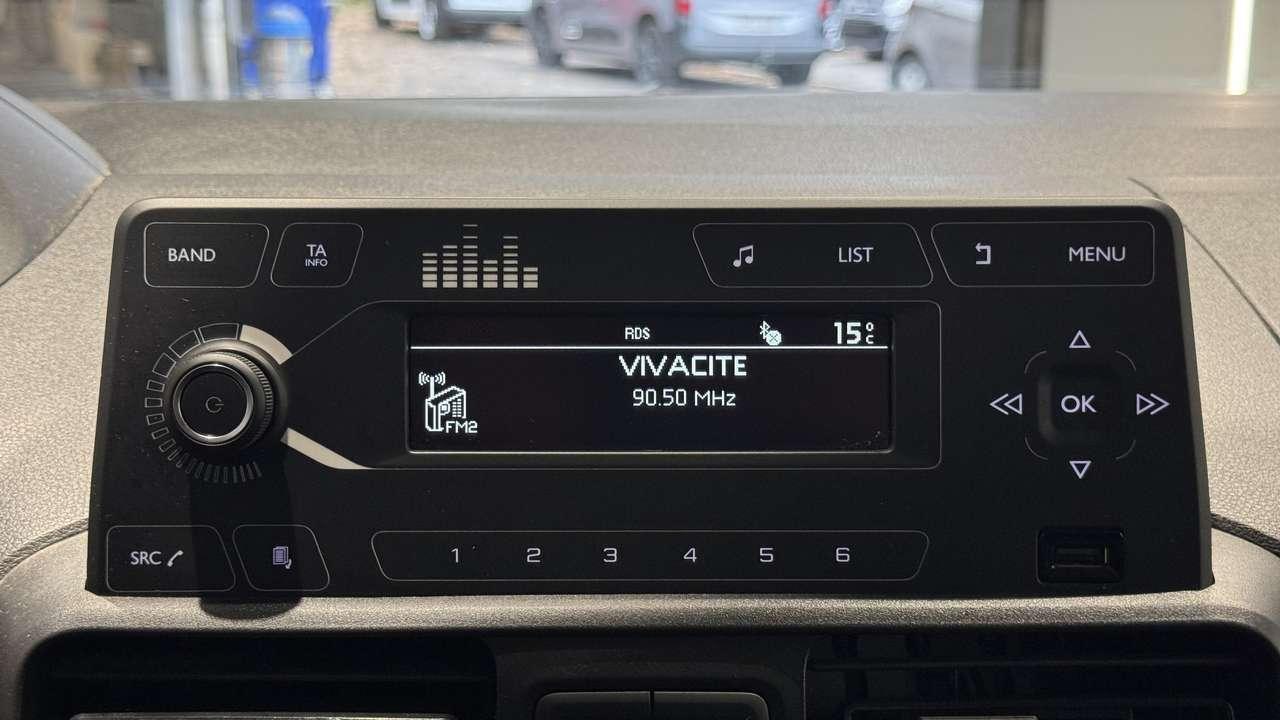 BAND
TA
INFO
LIST
MENU
RDS
15°C
VIVACITE
90.50 MHz
FM2
OK
SRC
1 2 3 4 5 6